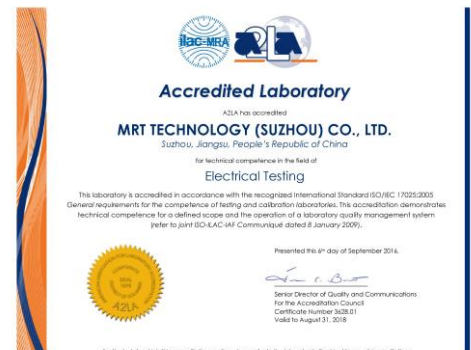 ilac-MRA
A2LA
Accredited Laboratory
A2LA has accredited
MRT TECHNOLOGY (SUZHOU) CO., LTD.
Suzhou, Jiangsu, People's Republic of China
for technical competence in the field of
Electrical Testing
This laboratory is accredited in accordance with the recognized International Standard ISO/IEC 17025:2005
General requirements for the competence of testing and calibration laboratories. This accreditation demonstrates
technical competence for a defined scope and the operation of a laboratory quality management system
(refer to joint ISO-ILAC-IAF Communiqué dated 8 January 2009).
Presented this 6th day of September 2016.
Senior Director of Quality and Communications
For the Accreditation Council
Certificate Number 3628.01
Valid to August 31, 2018
CORPORATE
SEAL
1978
A2LA